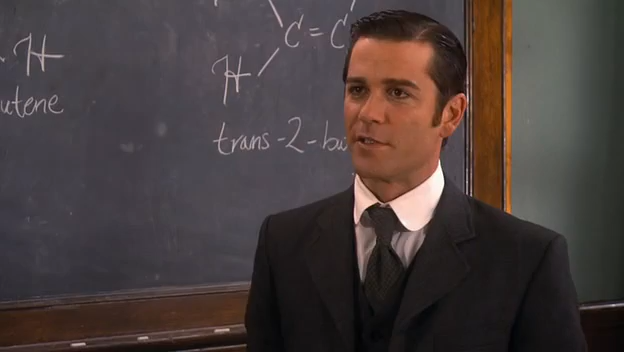 H
C = C
H
utene
trans-2-bu